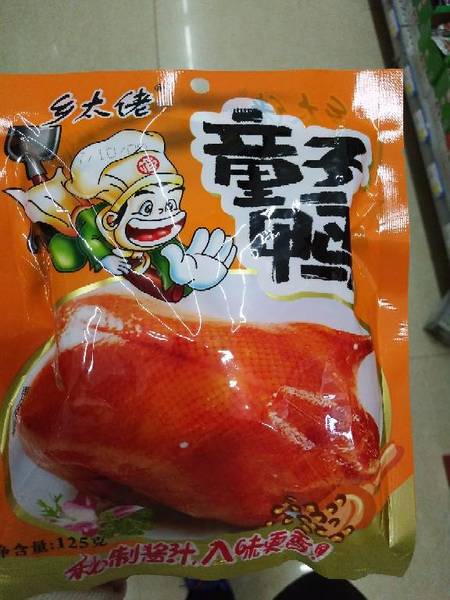 乡太佬
童子鸭
净含量:125克
秘制酱汁,入味更香